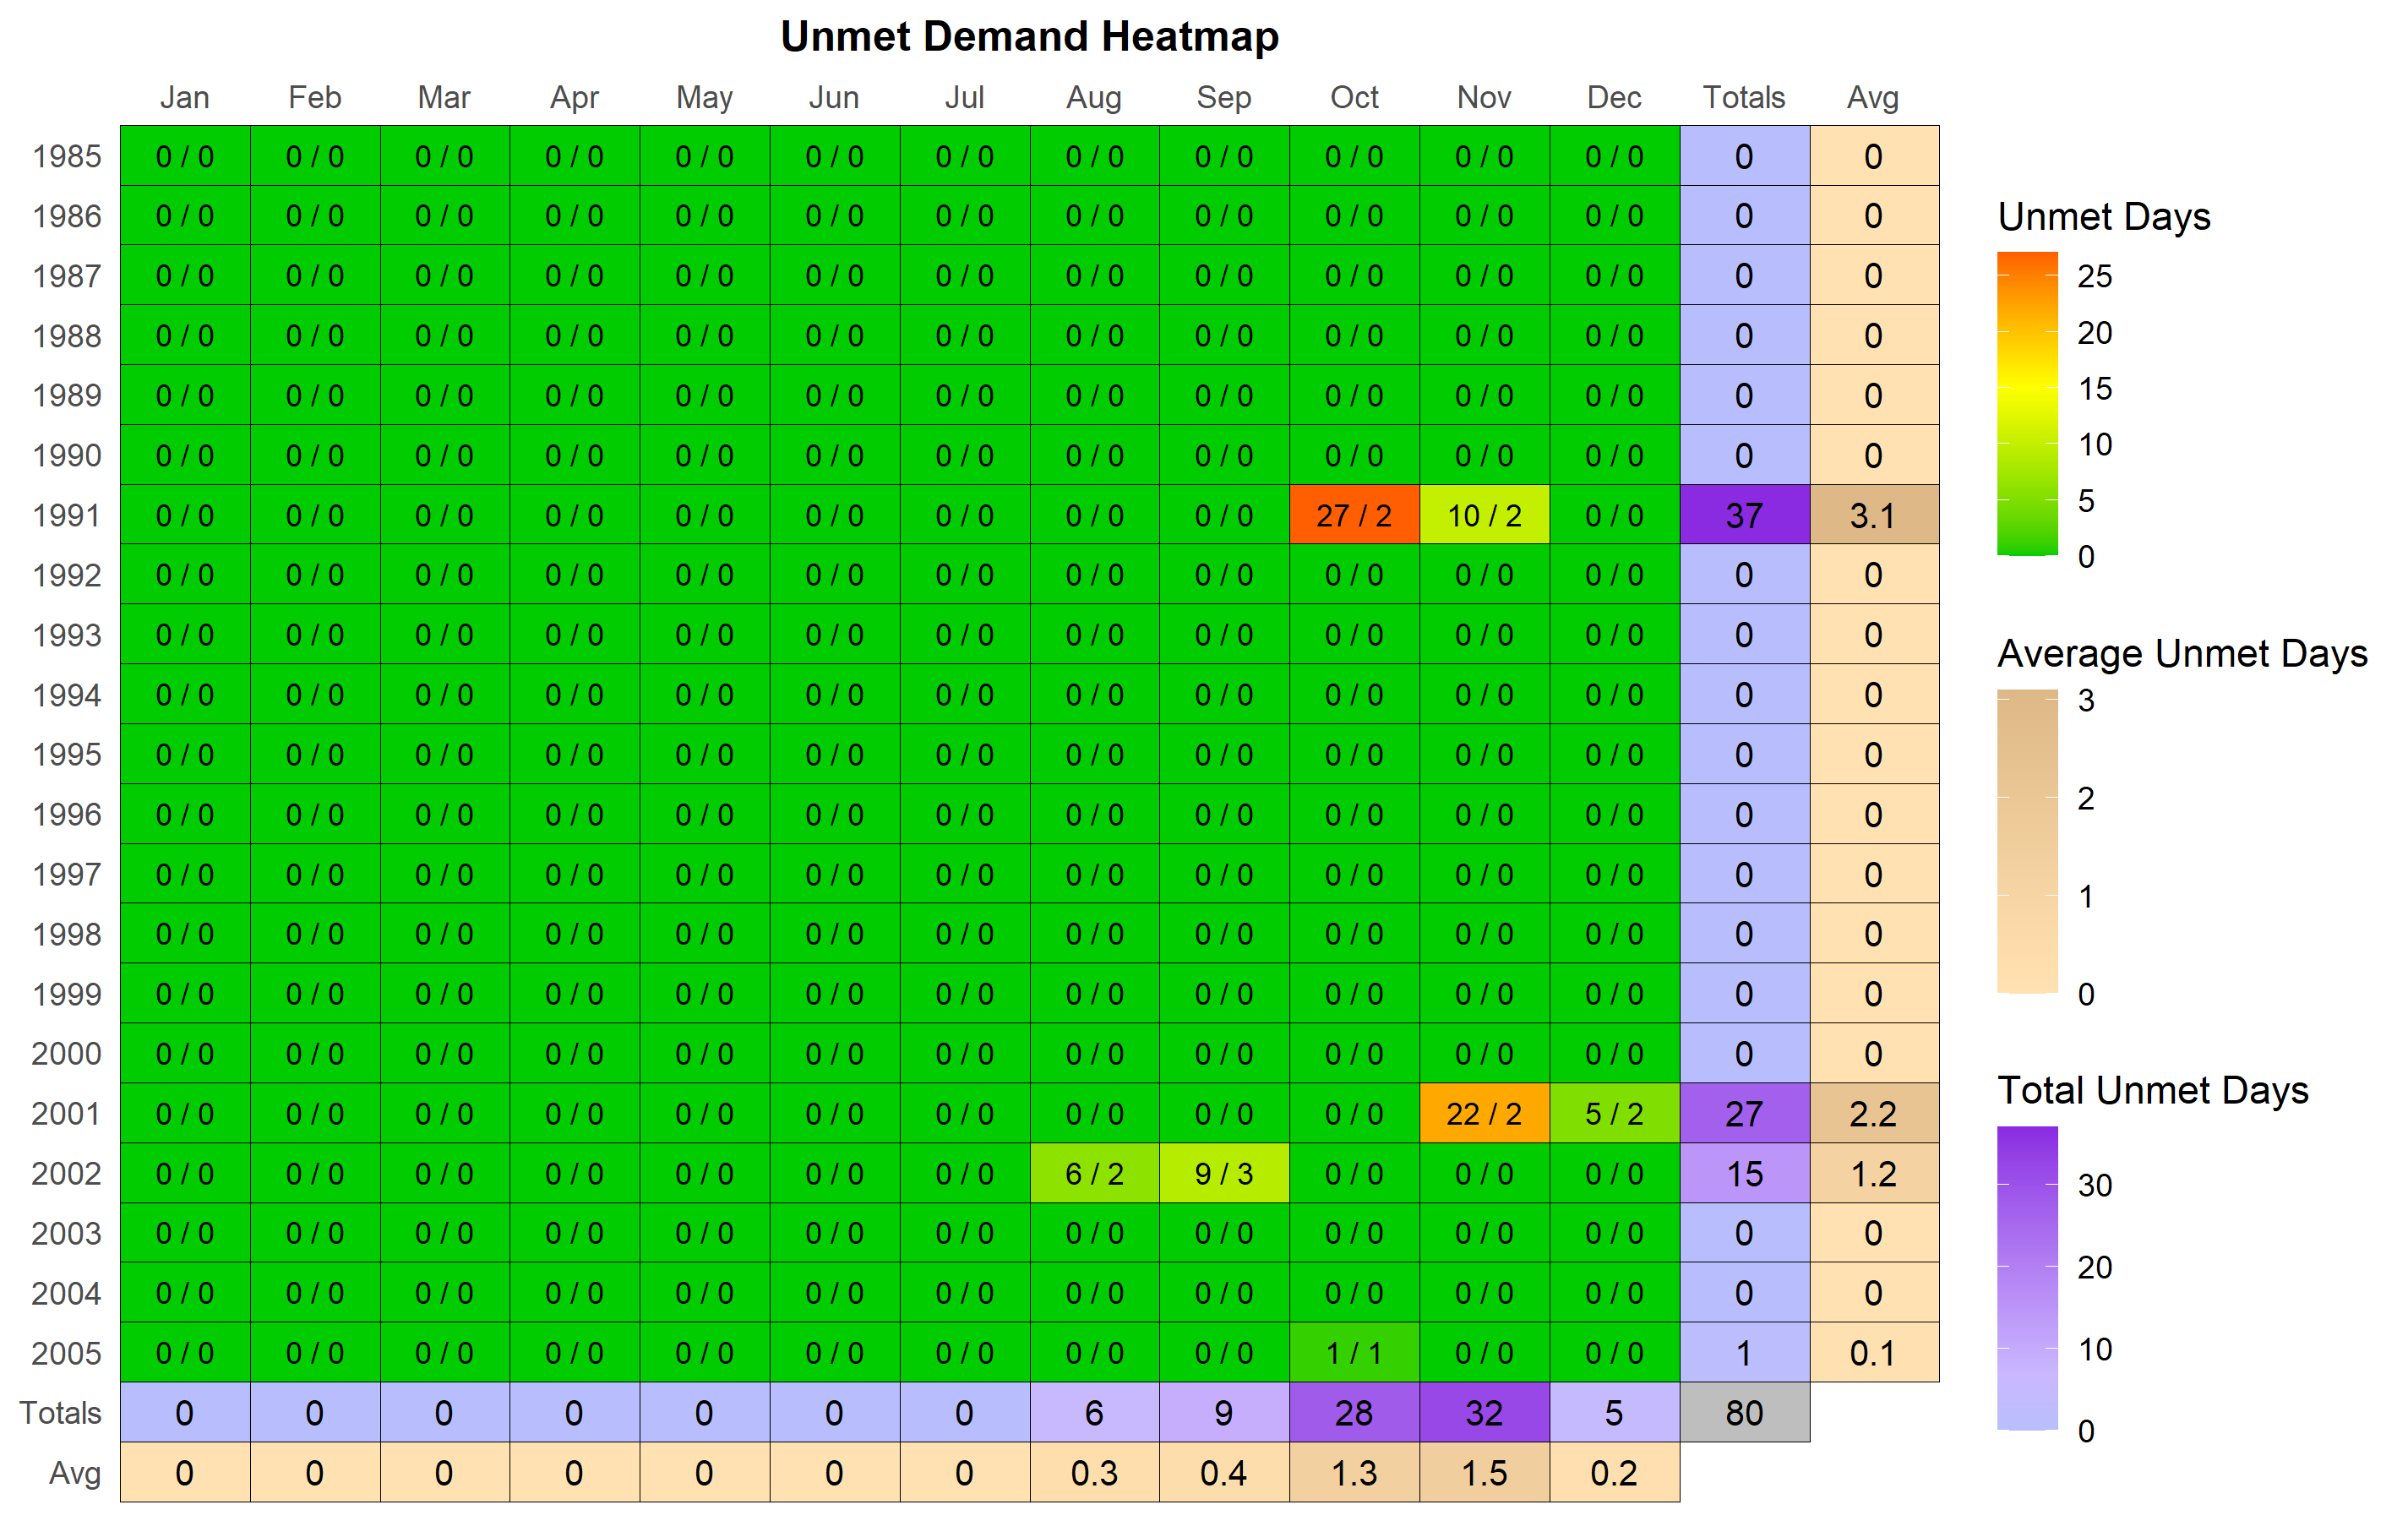 Unmet Demand Heatmap
Jan Feb Mar Apr May Jun Jul Aug Sep Oct Nov Dec Totals Avg
1985 0 / 0 0 / 0 0 / 0 0 / 0 0 / 0 0 / 0 0 / 0 0 / 0 0 / 0 0 / 0 0 / 0 0 / 0 0 0
1986 0 / 0 0 / 0 0 / 0 0 / 0 0 / 0 0 / 0 0 / 0 0 / 0 0 / 0 0 / 0 0 / 0 0 / 0 0 0
1987 0 / 0 0 / 0 0 / 0 0 / 0 0 / 0 0 / 0 0 / 0 0 / 0 0 / 0 0 / 0 0 / 0 0 / 0 0 0
1988 0 / 0 0 / 0 0 / 0 0 / 0 0 / 0 0 / 0 0 / 0 0 / 0 0 / 0 0 / 0 0 / 0 0 / 0 0 0
1989 0 / 0 0 / 0 0 / 0 0 / 0 0 / 0 0 / 0 0 / 0 0 / 0 0 / 0 0 / 0 0 / 0 0 / 0 0 0
1990 0 / 0 0 / 0 0 / 0 0 / 0 0 / 0 0 / 0 0 / 0 0 / 0 0 / 0 0 / 0 0 / 0 0 / 0 0 0
1991 0 / 0 0 / 0 0 / 0 0 / 0 0 / 0 0 / 0 0 / 0 0 / 0 0 / 0 27 / 2 10 / 2 0 / 0 37 3.1
1992 0 / 0 0 / 0 0 / 0 0 / 0 0 / 0 0 / 0 0 / 0 0 / 0 0 / 0 0 / 0 0 / 0 0 / 0 0 0
1993 0 / 0 0 / 0 0 / 0 0 / 0 0 / 0 0 / 0 0 / 0 0 / 0 0 / 0 0 / 0 0 / 0 0 / 0 0 0
1994 0 / 0 0 / 0 0 / 0 0 / 0 0 / 0 0 / 0 0 / 0 0 / 0 0 / 0 0 / 0 0 / 0 0 / 0 0 0
1995 0 / 0 0 / 0 0 / 0 0 / 0 0 / 0 0 / 0 0 / 0 0 / 0 0 / 0 0 / 0 0 / 0 0 / 0 0 0
1996 0 / 0 0 / 0 0 / 0 0 / 0 0 / 0 0 / 0 0 / 0 0 / 0 0 / 0 0 / 0 0 / 0 0 / 0 0 0
1997 0 / 0 0 / 0 0 / 0 0 / 0 0 / 0 0 / 0 0 / 0 0 / 0 0 / 0 0 / 0 0 / 0 0 / 0 0 0
1998 0 / 0 0 / 0 0 / 0 0 / 0 0 / 0 0 / 0 0 / 0 0 / 0 0 / 0 0 / 0 0 / 0 0 / 0 0 0
1999 0 / 0 0 / 0 0 / 0 0 / 0 0 / 0 0 / 0 0 / 0 0 / 0 0 / 0 0 / 0 0 / 0 0 / 0 0 0
2000 0 / 0 0 / 0 0 / 0 0 / 0 0 / 0 0 / 0 0 / 0 0 / 0 0 / 0 0 / 0 0 / 0 0 / 0 0 0
2001 0 / 0 0 / 0 0 / 0 0 / 0 0 / 0 0 / 0 0 / 0 0 / 0 0 / 0 0 / 0 22 / 2 5 / 2 27 2.2
2002 0 / 0 0 / 0 0 / 0 0 / 0 0 / 0 0 / 0 0 / 0 6 / 2 9 / 3 0 / 0 0 / 0 0 / 0 15 1.2
2003 0 / 0 0 / 0 0 / 0 0 / 0 0 / 0 0 / 0 0 / 0 0 / 0 0 / 0 0 / 0 0 / 0 0 / 0 0 0
2004 0 / 0 0 / 0 0 / 0 0 / 0 0 / 0 0 / 0 0 / 0 0 / 0 0 / 0 0 / 0 0 / 0 0 / 0 0 0
2005 0 / 0 0 / 0 0 / 0 0 / 0 0 / 0 0 / 0 0 / 0 0 / 0 0 / 0 1 / 1 0 / 0 0 / 0 1 0.1
Totals 0 0 0 0 0 0 0 6 9 28 32 5 80
Avg 0 0 0 0 0 0 0 0.3 0.4 1.3 1.5 0.2
Unmet Days
25
20
15
10
5
0
Average Unmet Days
3
2
1
0
Total Unmet Days
30
20
10
0